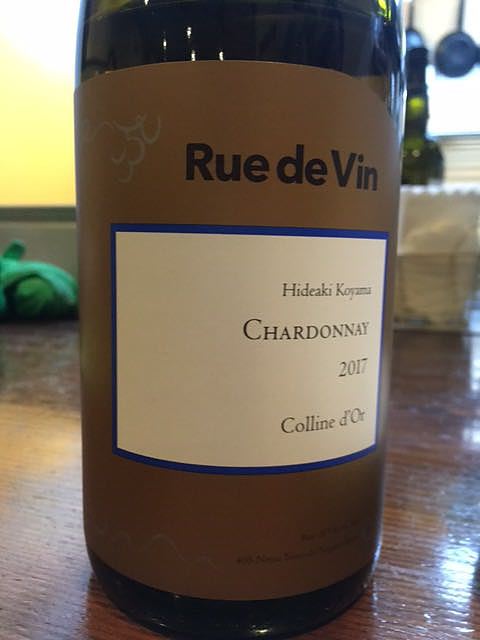 Rue de Vin
Hideaki Koyama
CHARDONNAY
2017
Colline d'Or